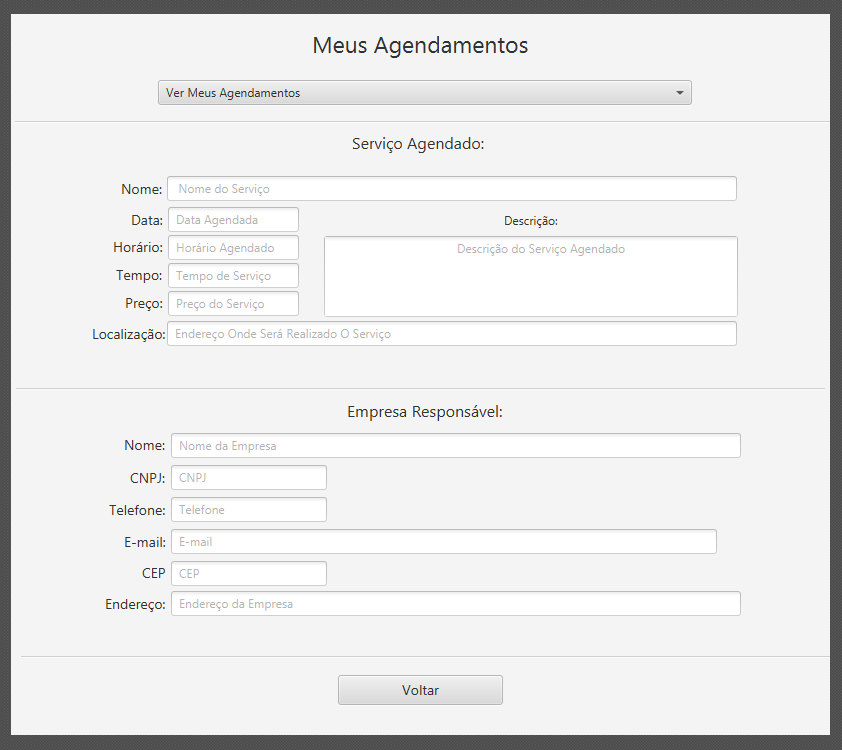 Meus Agendamentos
Ver Meus Agendamentos
Serviço Agendado:
Nome: Nome do Serviço
Data: Data Agendada
Descrição:
Horário: Horário Agendado
Descrição do Serviço Agendado
Tempo: Tempo de Serviço
Preço: Preço do Serviço
Localização: Endereço Onde Será Realizado O Serviço
Empresa Responsável:
Nome: Nome da Empresa
CNPJ: CNPJ
Telefone: Telefone
E-mail: E-mail
CEP CEP
Endereço: Endereço da Empresa
Voltar